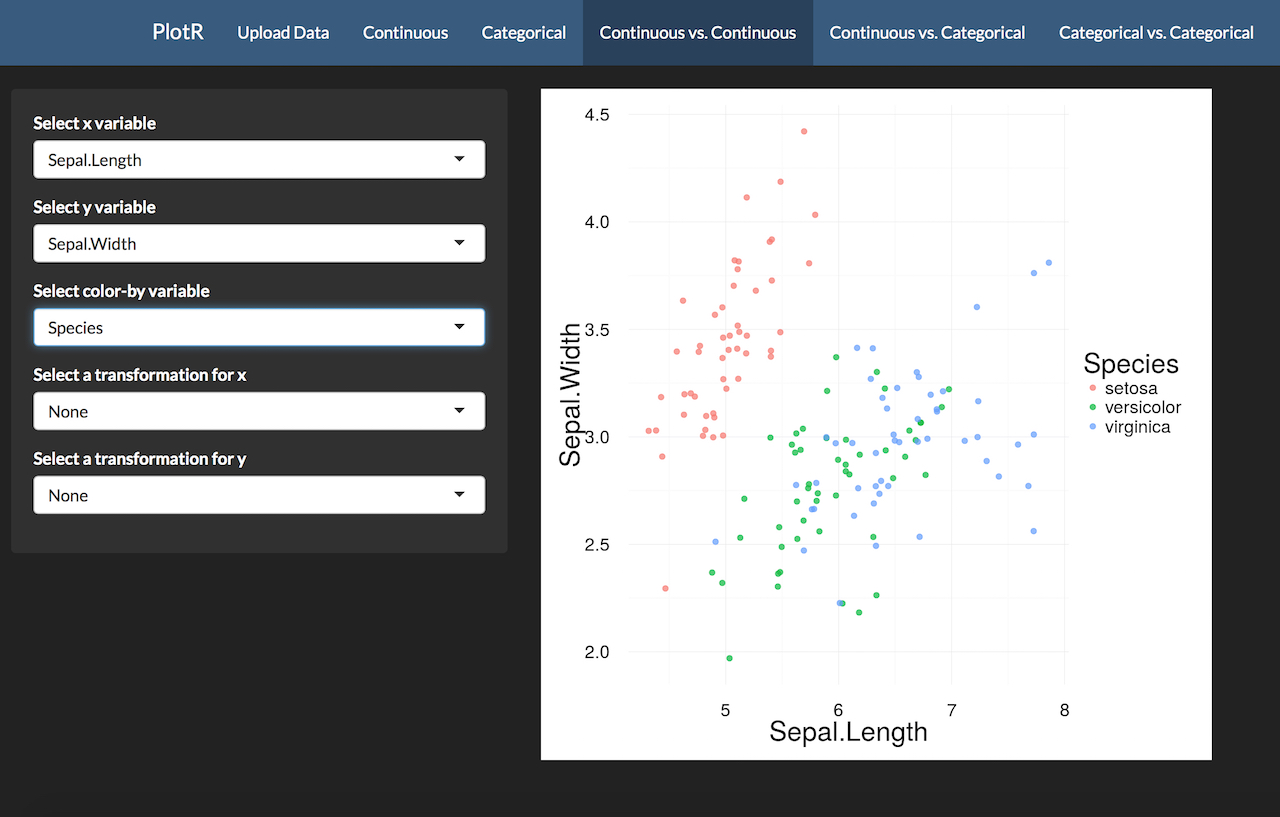 PlotR Upload Data Continuous Categorical Continuous vs. Continuous Continuous vs. Categorical Categorical vs. Categorical
Select x variable
Sepal.Length
Select y variable
Sepal.Width
Select color-by variable
Species
Select a transformation for x
None
Select a transformation for y
None
4.5
4.0
3.5
3.0
2.5
2.0
Sepal.Width
5 6 7 8
Sepal.Length
Species
setosa
versicolor
virginica